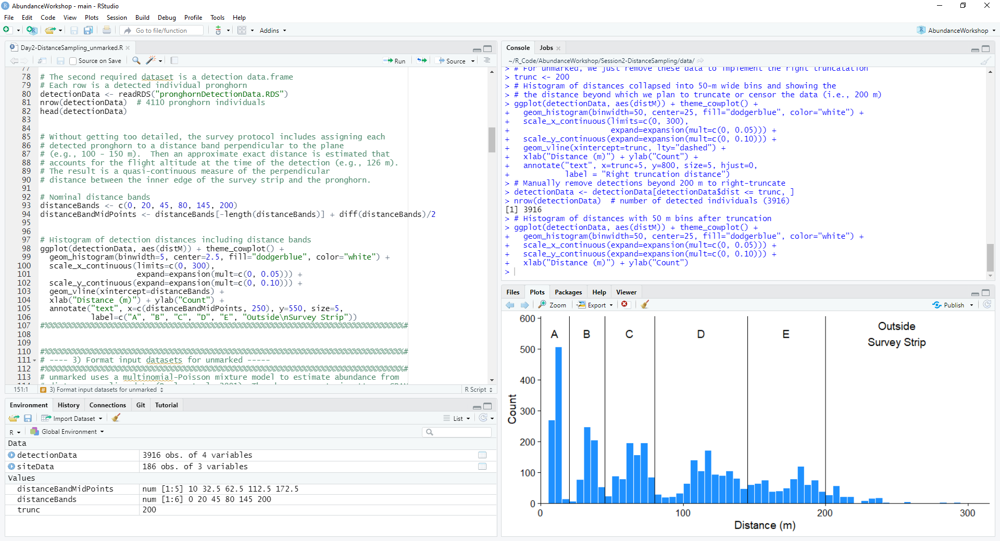 AbundanceWorkshop - main - RStudio
File Edit Code View Plots Session Build Debug Profile Tools Help
Go to file/function Addins AbundanceWorkshop
Day2-DistanceSampling_unmarked.R
Source on Save Run Source
77
78 # The second required dataset is a detection data.frame
79 # Each row is a detected individual pronghorn
80 detectionData <- readRDS("pronghornDetectionData.RDS")
81 nrow(detectionData)  # 4110 pronghorn individuals
82 head(detectionData)
83
84
85 # Without getting too detailed, the survey protocol includes assigning each
86 # detected pronghorn to a distance band perpendicular to the plane
87 # (e.g., 100 - 150 m).  Then an approximate exact distance is estimated that
88 # accounts for the flight altitude at the time of the detection (e.g., 126 m).
89 # The result is a quasi-continuous measure of the perpendicular
90 # distance between the inner edge of the survey strip and the pronghorn.
91
92 # Nominal distance bands
93 distanceBands <- c(0, 20, 45, 80, 145, 200)
94 distanceBandMidPoints <- distanceBands[-length(distanceBands)] + diff(distanceBands)/2
95
96
97 # Histogram of detection distances including distance bands
98 ggplot(detectionData, aes(distM)) + theme_cowplot() +
99   geom_histogram(binwidth=5, center=2.5, fill="dodgerblue", color="white") +
100   scale_x_continuous(limits=c(0, 300),
101                      expand=expansion(mult=c(0, 0.05))) +
102   scale_y_continuous(expand=expansion(mult=c(0, 0.10))) +
103   geom_vline(xintercept=distanceBands) +
104   xlab("Distance (m)") + ylab("Count") +
105   annotate("text", x=c(distanceBandMidPoints, 250), y=550, size=5,
106            label=c("A", "B", "C", "D", "E", "Outside\nSurvey Strip"))
107 #%%%%%%%%%%%%%%%%%%%%%%%%%%%%%%%%%%%%%%%%%%%%%%%%%%%%%%%%%%%%%%%%%%%%%%%%%%%%%%#
108
109
110 #%%%%%%%%%%%%%%%%%%%%%%%%%%%%%%%%%%%%%%%%%%%%%%%%%%%%%%%%%%%%%%%%%%%%%%%%%%%%%%#
111 # ---- 3) Format input datasets for unmarked -----
112 #%%%%%%%%%%%%%%%%%%%%%%%%%%%%%%%%%%%%%%%%%%%%%%%%%%%%%%%%%%%%%%%%%%%%%%%%%%%%%%#
113 # unmarked uses a multinomial-Poisson mixture model to estimate abundance from
151:1 # 3) Format input datasets for unmarked R Script
Environment History Connections Git Tutorial
Import Dataset List
R Global Environment
Data
detectionData 3916 obs. of 4 variables
siteData 186 obs. of 3 variables
Values
distanceBandMidPoints num [1:5] 10 32.5 62.5 112.5 172.5
distanceBands num [1:6] 0 20 45 80 145 200
trunc 200
Console Jobs
~/R_Code/AbundanceWorkshop/Session2-DistanceSampling/data/
> # For unmarked, we just remove these data to implement the right truncatation
> trunc <- 200
> # Histogram of distances collapsed into 50-m wide bins and showing the
> # the distance beyond which we plan to truncate or censor the data (i.e., 200 m)
> ggplot(detectionData, aes(distM)) + theme_cowplot() +
+   geom_histogram(binwidth=50, center=25, fill="dodgerblue", color="white") +
+   scale_x_continuous(limits=c(0, 300),
+                      expand=expansion(mult=c(0, 0.05))) +
+   scale_y_continuous(expand=expansion(mult=c(0, 0.10))) +
+   geom_vline(xintercept=trunc, lty="dashed") +
+   xlab("Distance (m)") + ylab("Count") +
+   annotate("text", x=trunc+5, y=800, size=5, hjust=0,
+            label = "Right truncation distance")
> # Manually remove detections beyond 200 m to right-truncate
> detectionData <- detectionData[detectionData$dist <= trunc, ]
> nrow(detectionData)  # number of detected individuals (3916)
[1] 3916
> # Histogram of distances with 50 m bins after truncation
> ggplot(detectionData, aes(distM)) + theme_cowplot() +
+   geom_histogram(binwidth=50, center=25, fill="dodgerblue", color="white") +
+   scale_x_continuous(expand=expansion(mult=c(0, 0.05))) +
+   scale_y_continuous(expand=expansion(mult=c(0, 0.10))) +
+   xlab("Distance (m)") + ylab("Count")
>
Files Plots Packages Help Viewer
Zoom Export Publish
600
500
400
300
200
100
0
Count
A B C D E Outside
Survey Strip
0 100 200 300
Distance (m)